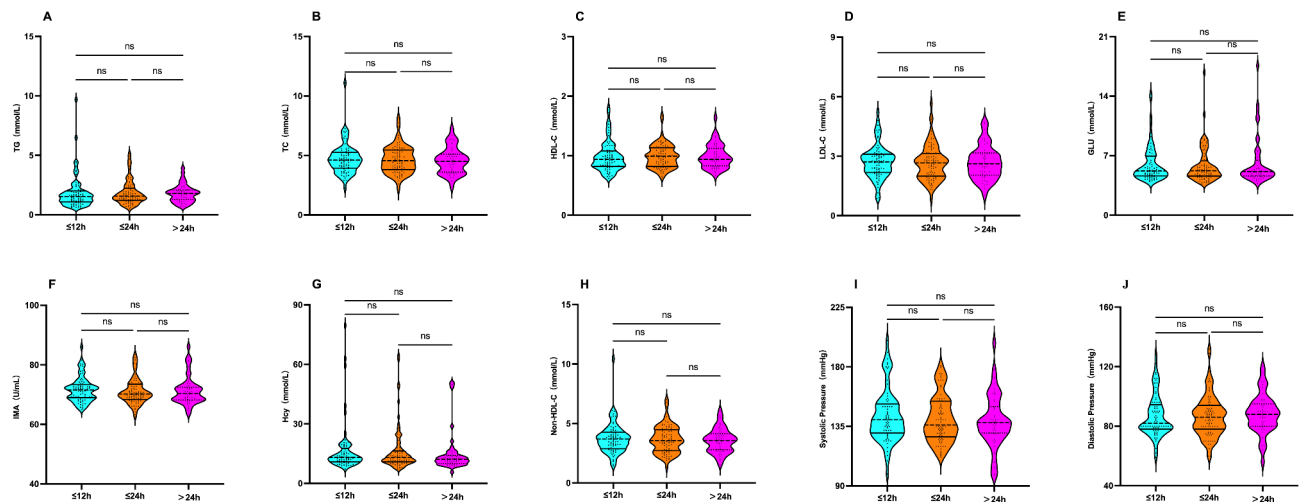 A
TG (mmol/L)
15
10
5
0
ns
ns
ns
≤12h
≤24h
>24h
B
TC (mmol/L)
15
10
5
0
ns
ns
ns
≤12h
≤24h
>24h
C
HDL-C (mmol/L)
3
2
1
0
ns
ns
ns
≤12h
≤24h
>24h
D
LDL-C (mmol/L)
9
6
3
0
ns
ns
ns
≤12h
≤24h
>24h
E
GLU (mmol/L)
21
14
7
0
ns
ns
ns
≤12h
≤24h
>24h
F
IMA (U/mL)
100
80
60
40
ns
ns
ns
≤12h
≤24h
>24h
G
Hcy (mmol/L)
90
60
30
0
ns
ns
ns
≤12h
≤24h
>24h
H
Non-HDL-C (mmol/L)
15
10
5
0
ns
ns
ns
≤12h
≤24h
>24h
I
Systolic Pressure (mmHg)
225
180
135
90
ns
ns
ns
≤12h
≤24h
>24h
J
Diastolic Pressure (mmHg)
160
120
80
40
ns
ns
ns
≤12h
≤24h
>24h